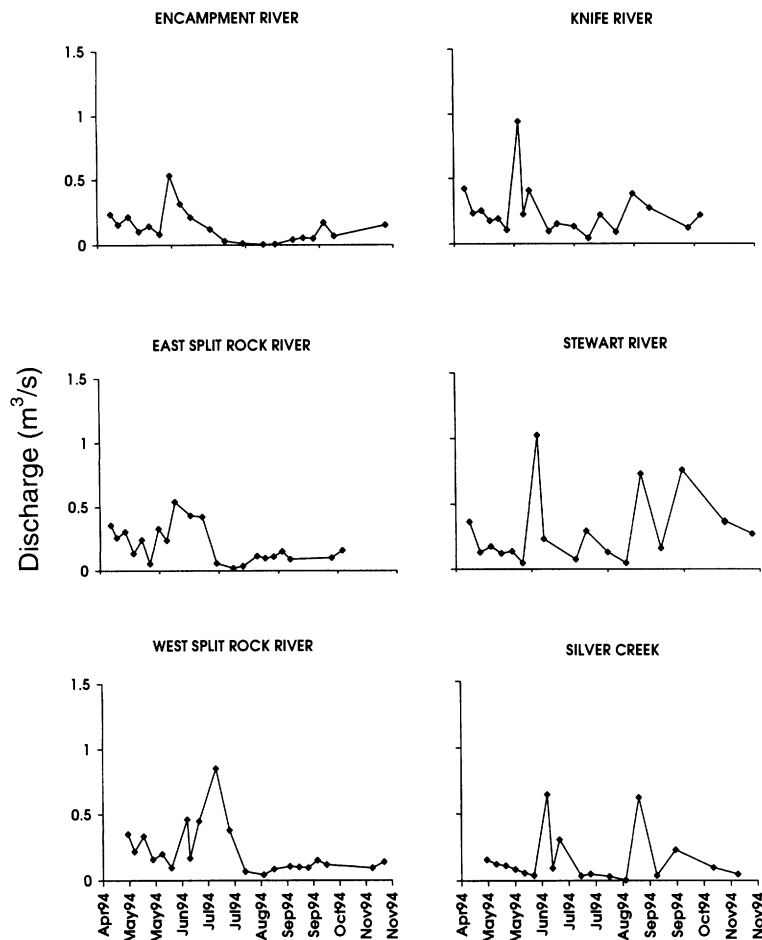 ENCAMPMENT RIVER
1.5
1
0.5
0
KNIFE RIVER
EAST SPLIT ROCK RIVER
1.5
1
0.5
0
STEWART RIVER
Discharge (m³/s)
WEST SPLIT ROCK RIVER
1.5
1
0.5
0
Apr94
May94
May94
Jun94
Jul94
Jul94
Aug94
Sep94
Sep94
Oct94
Nov94
Nov94
SILVER CREEK
Apr94
May94
May94
Jun94
Jul94
Jul94
Aug94
Sep94
Sep94
Oct94
Nov94
Nov94